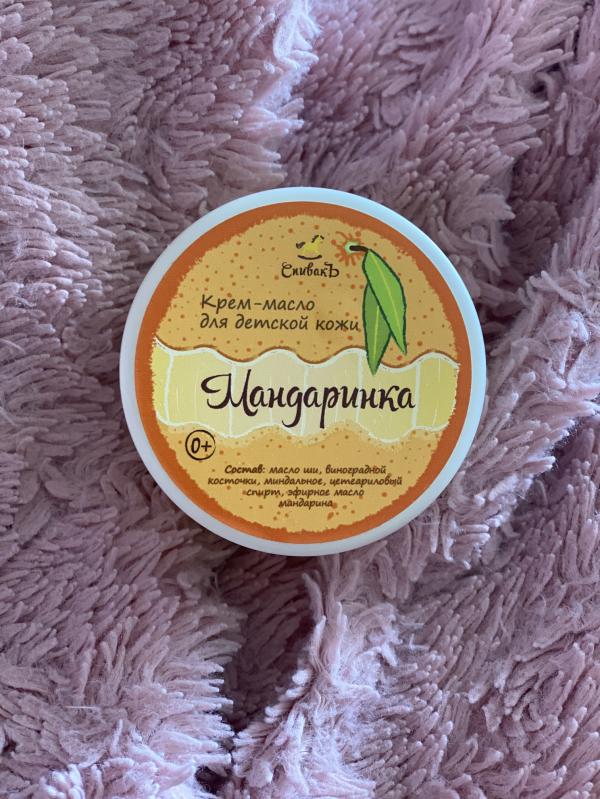 СпивакЪ
Крем-масло
для детской кожи
Мандаринка
0+
Состав: масло ши, виноградной
косточки, миндальное, цетеариловый
спирт, эфирное масло
мандарина